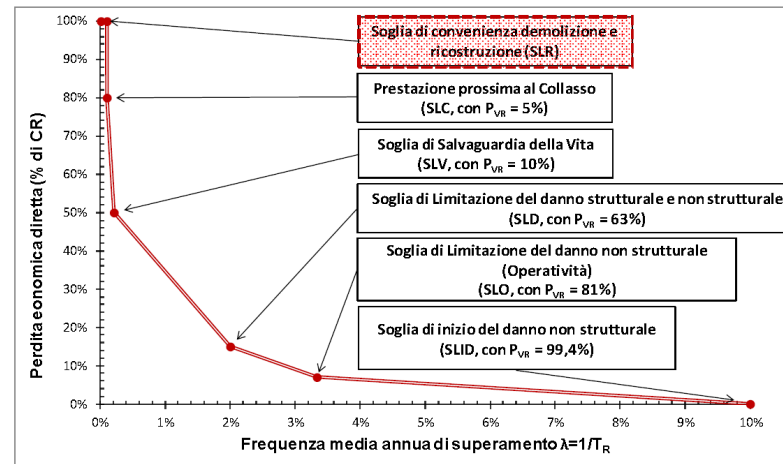 100%
90%
80%
70%
60%
50%
40%
30%
20%
10%
0%
Perdita economica diretta (% di CR)
Soglia di convenienza demolizione e
ricostruzione (SLR)
Prestazione prossima al Collasso
(SLC, con PVR = 5%)
Soglia di Salvaguardia della Vita
(SLV, con PVR = 10%)
Soglia di Limitazione del danno strutturale e non strutturale
(SLD, con PVR = 63%)
Soglia di Limitazione del danno non strutturale
(Operatività)
(SLO, con PVR = 81%)
Soglia di inizio del danno non strutturale
(SLID, con PVR = 99,4%)
0% 1% 2% 3% 4% 5% 6% 7% 8% 9% 10%
Frequenza media annua di superamento λ=1/TR